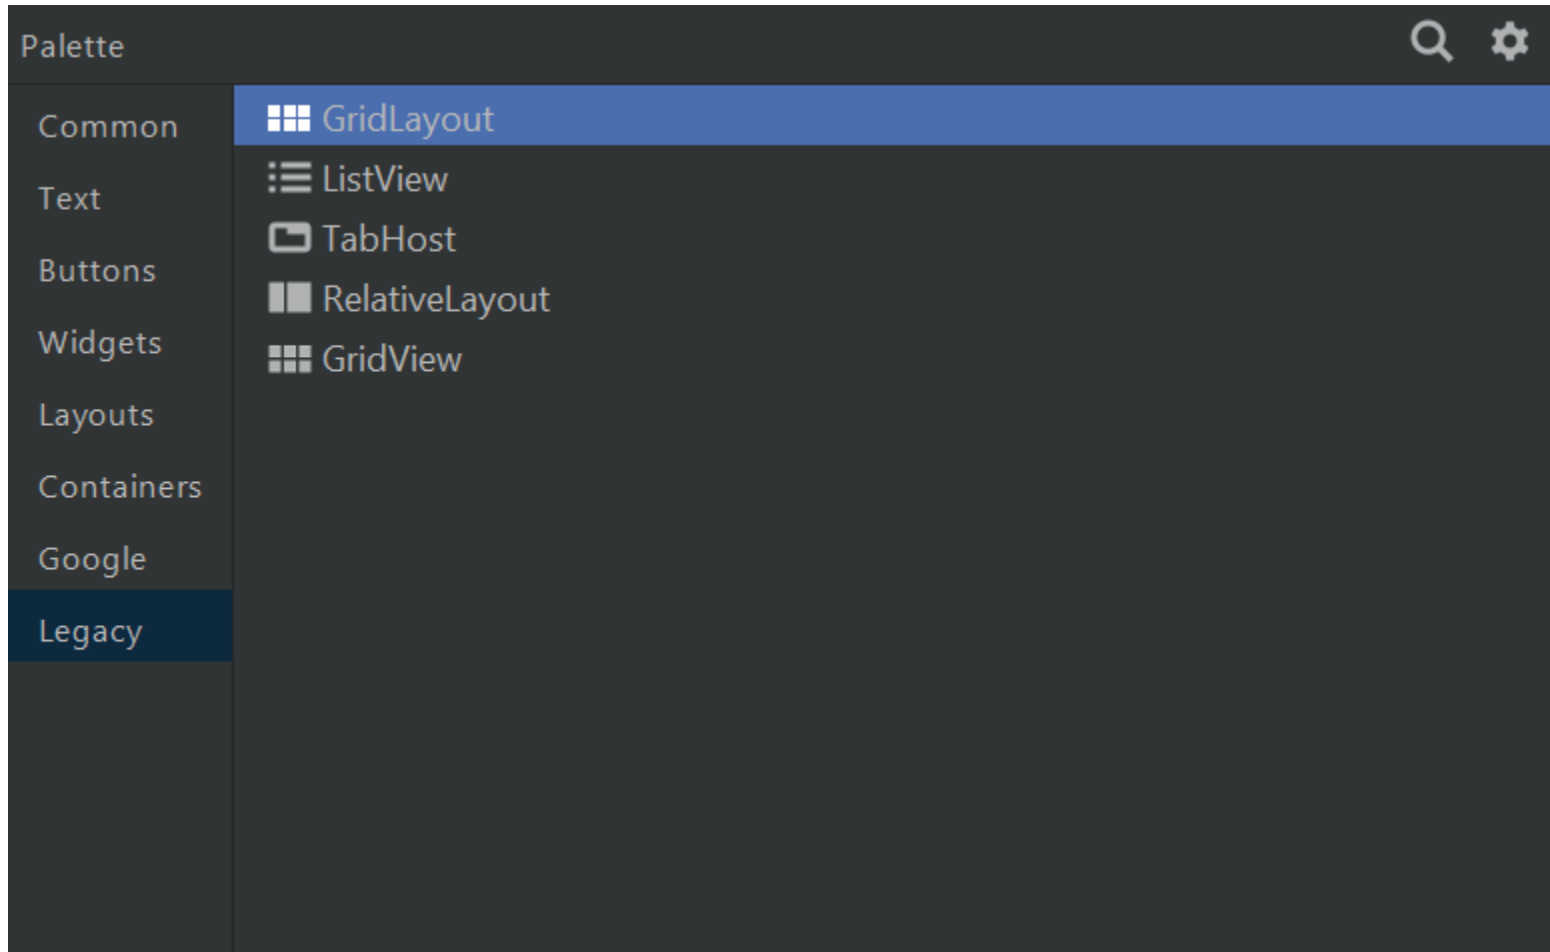 Palette
Common
Text
Buttons
Widgets
Layouts
Containers
Google
Legacy
GridLayout
ListView
TabHost
RelativeLayout
GridView